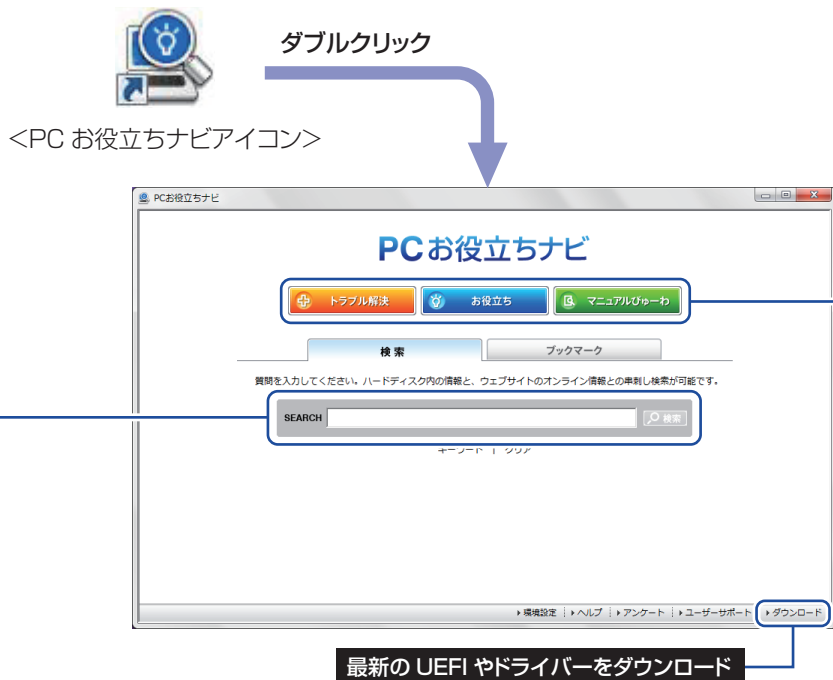 ダブルクリック
＜PC お役立ちナビアイコン＞
PCお役立ちナビ
PCお役立ちナビ
トラブル解決 お役立ち マニュアルびゅーわ
検索 ブックマーク
質問を入力してください。ハードディスク内の情報と、ウェブサイトのオンライン情報との串刺し検索が可能です。
SEARCH 検索
キーワード | クリア
環境設定 ヘルプ アンケート ユーザーサポート ダウンロード
最新の UEFI やドライバーをダウンロード